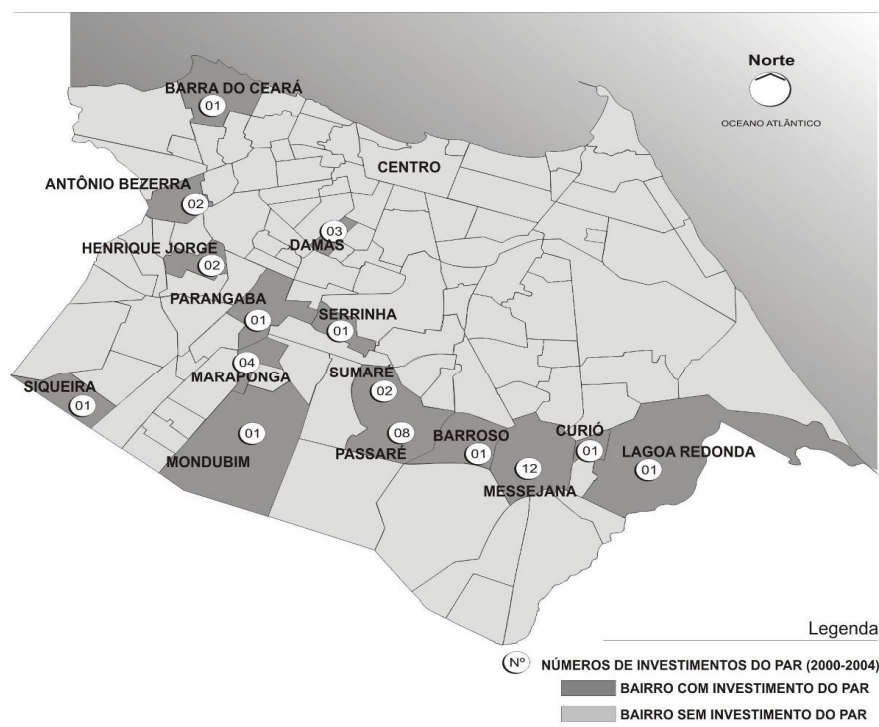 Norte
OCEANO ATLÂNTICO
BARRA DO CEARÁ
01
CENTRO
ANTÔNIO BEZERRA
02
03
DAMAS
HENRIQUE JORGE
02
PARANGABA
01
SERRINHA
01
04
MARAPONGA
SUMARÉ
02
SIQUEIRA
01
01
MONDUBIM
08
PASSARÉ
BARROSO
01
12
MESSEJANA
CURIÓ
01
LAGOA REDONDA
01
Legenda
Nº NÚMEROS DE INVESTIMENTOS DO PAR (2000-2004)
BAIRRO COM INVESTIMENTO DO PAR
BAIRRO SEM INVESTIMENTO DO PAR